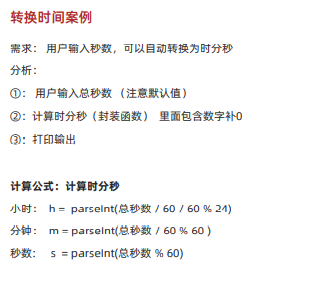 转换时间案例
需求： 用户输入秒数，可以自动转换为时分秒
分析：
①： 用户输入总秒数 （注意默认值）
②：计算时分秒（封装函数） 里面包含数字补0
③：打印输出
计算公式：计算时分秒
小时： h = parseInt(总秒数 / 60 / 60 % 24)
分钟： m = parseInt(总秒数 / 60 % 60 )
秒数： s = parseInt(总秒数 % 60)